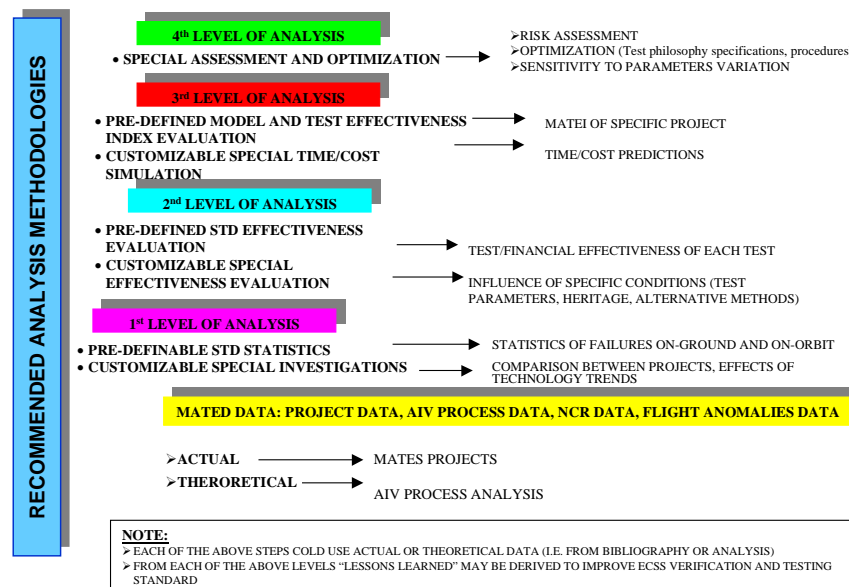 RECOMMENDED ANALYSIS METHODOLOGIES
4th LEVEL OF ANALYSIS
• SPECIAL ASSESSMENT AND OPTIMIZATION
➢RISK ASSESSMENT
➢OPTIMIZATION (Test philosophy specifications, procedures
➢SENSITIVITY TO PARAMETERS VARIATION
3rd LEVEL OF ANALYSIS
• PRE-DEFINED MODEL AND TEST EFFECTIVENESS
INDEX EVALUATION
MATEI OF SPECIFIC PROJECT
• CUSTOMIZABLE SPECIAL TIME/COST
SIMULATION
TIME/COST PREDICTIONS
2nd LEVEL OF ANALYSIS
• PRE-DEFINED STD EFFECTIVENESS
EVALUATION
TEST/FINANCIAL EFFECTIVENESS OF EACH TEST
• CUSTOMIZABLE SPECIAL
EFFECTIVENESS EVALUATION
INFLUENCE OF SPECIFIC CONDITIONS (TEST
PARAMETERS, HERITAGE, ALTERNATIVE METHODS)
1st LEVEL OF ANALYSIS
• PRE-DEFINABLE STD STATISTICS
STATISTICS OF FAILURES ON-GROUND AND ON-ORBIT
• CUSTOMIZABLE SPECIAL INVESTIGATIONS
COMPARISON BETWEEN PROJECTS, EFFECTS OF
TECHNOLOGY TRENDS
MATED DATA: PROJECT DATA, AIV PROCESS DATA, NCR DATA, FLIGHT ANOMALIES DATA
➢ACTUAL
MATES PROJECTS
➢THERORETICAL
AIV PROCESS ANALYSIS
NOTE:
➢ EACH OF THE ABOVE STEPS COLD USE ACTUAL OR THEORETICAL DATA (I.E. FROM BIBLIOGRAPHY OR ANALYSIS)
➢ FROM EACH OF THE ABOVE LEVELS “LESSONS LEARNED” MAY BE DERIVED TO IMPROVE ECSS VERIFICATION AND TESTING
STANDARD